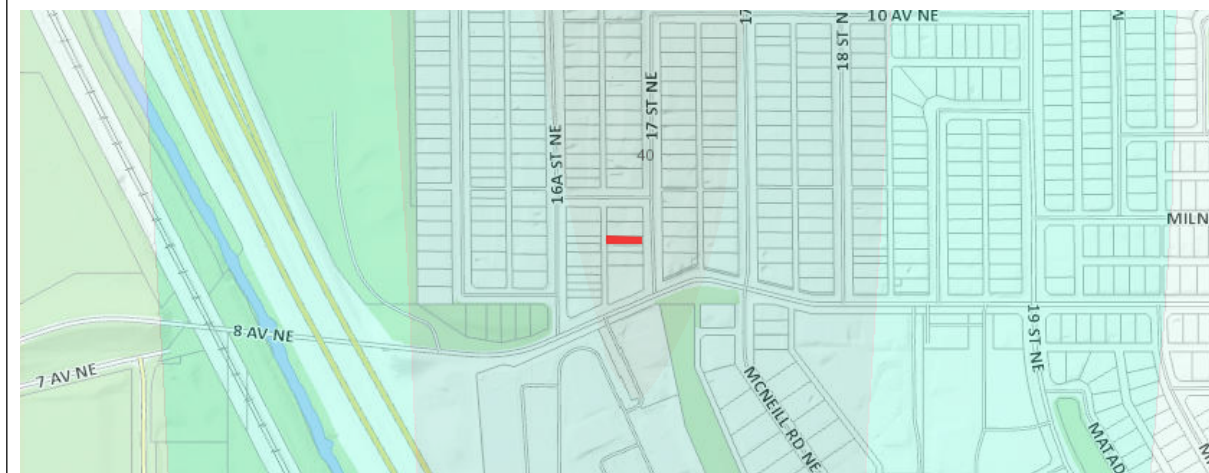 10 AV NE
17
18 ST N
17 ST NE
40
16A ST NE
MILN
8 AV NE
19 ST NE
7 AV NE
MCNEILL RD NE
MATAD